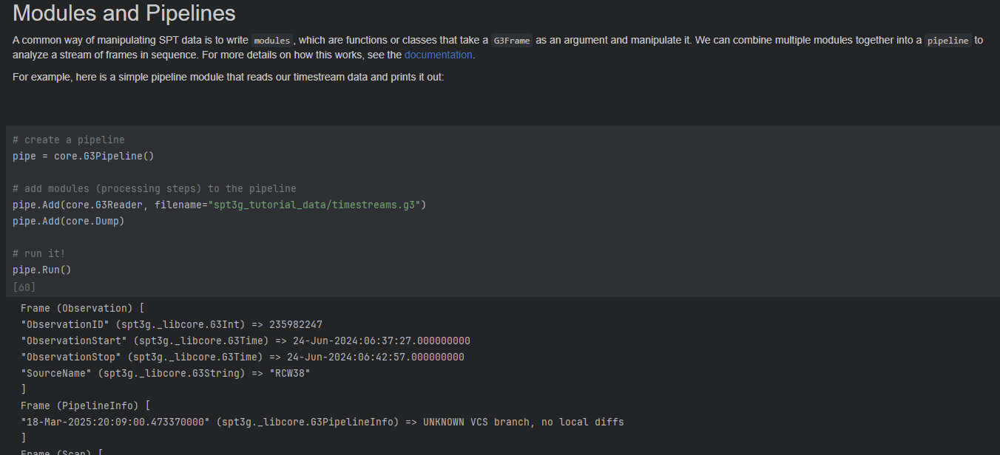 Modules and Pipelines
A common way of manipulating SPT data is to write modules, which are functions or classes that take a G3Frame as an argument and manipulate it. We can combine multiple modules together into a pipeline to
analyze a stream of frames in sequence. For more details on how this works, see the documentation.
For example, here is a simple pipeline module that reads our timestream data and prints it out:
# create a pipeline
pipe = core.G3Pipeline()
# add modules (processing steps) to the pipeline
pipe.Add(core.G3Reader, filename="spt3g_tutorial_data/timestreams.g3")
pipe.Add(core.Dump)
# run it!
pipe.Run()
[60]
Frame (Observation) [
"ObservationID" (spt3g._libcore.G3Int) => 235982247
"ObservationStart" (spt3g._libcore.G3Time) => 24-Jun-2024:06:37:27.000000000
"ObservationStop" (spt3g._libcore.G3Time) => 24-Jun-2024:06:42:57.000000000
"SourceName" (spt3g._libcore.G3String) => "RCW38"
]
Frame (PipelineInfo) [
"18-Mar-2025:20:09:00.473370000" (spt3g._libcore.G3PipelineInfo) => UNKNOWN VCS branch, no local diffs
]
Frame (Scan) [